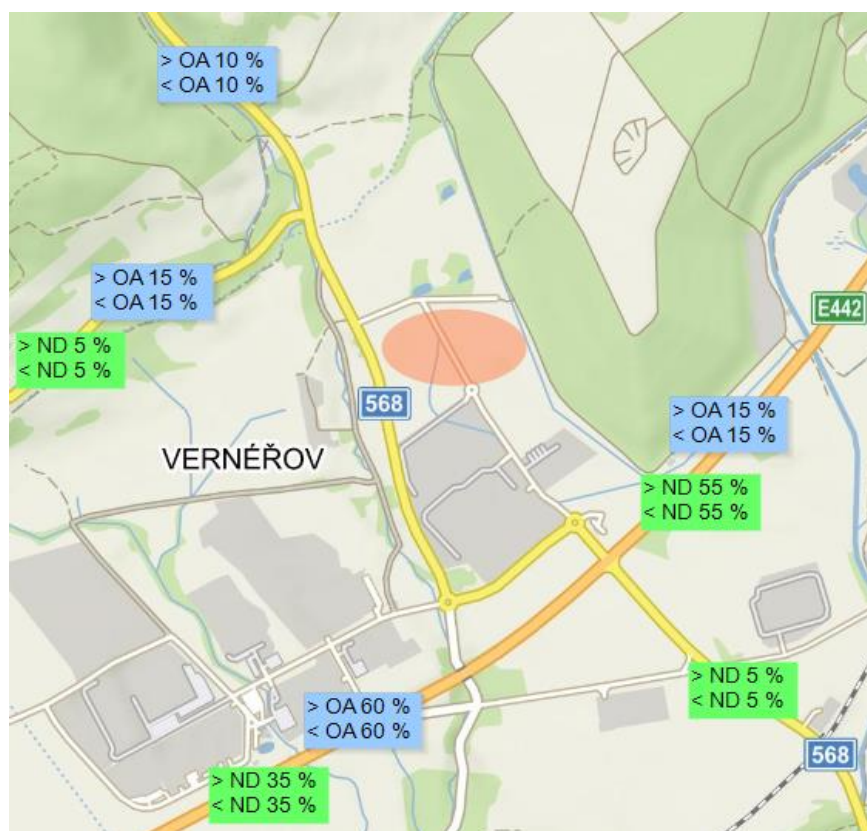 > OA 10 %
< OA 10 %
> OA 15 %
< OA 15 %
E442
> ND 5 %
< ND 5 %
568
> OA 15 %
< OA 15 %
VERNÉŘOV
> ND 55 %
< ND 55 %
> ND 5 %
< ND 5 %
> OA 60 %
< OA 60 %
568
> ND 35 %
< ND 35 %